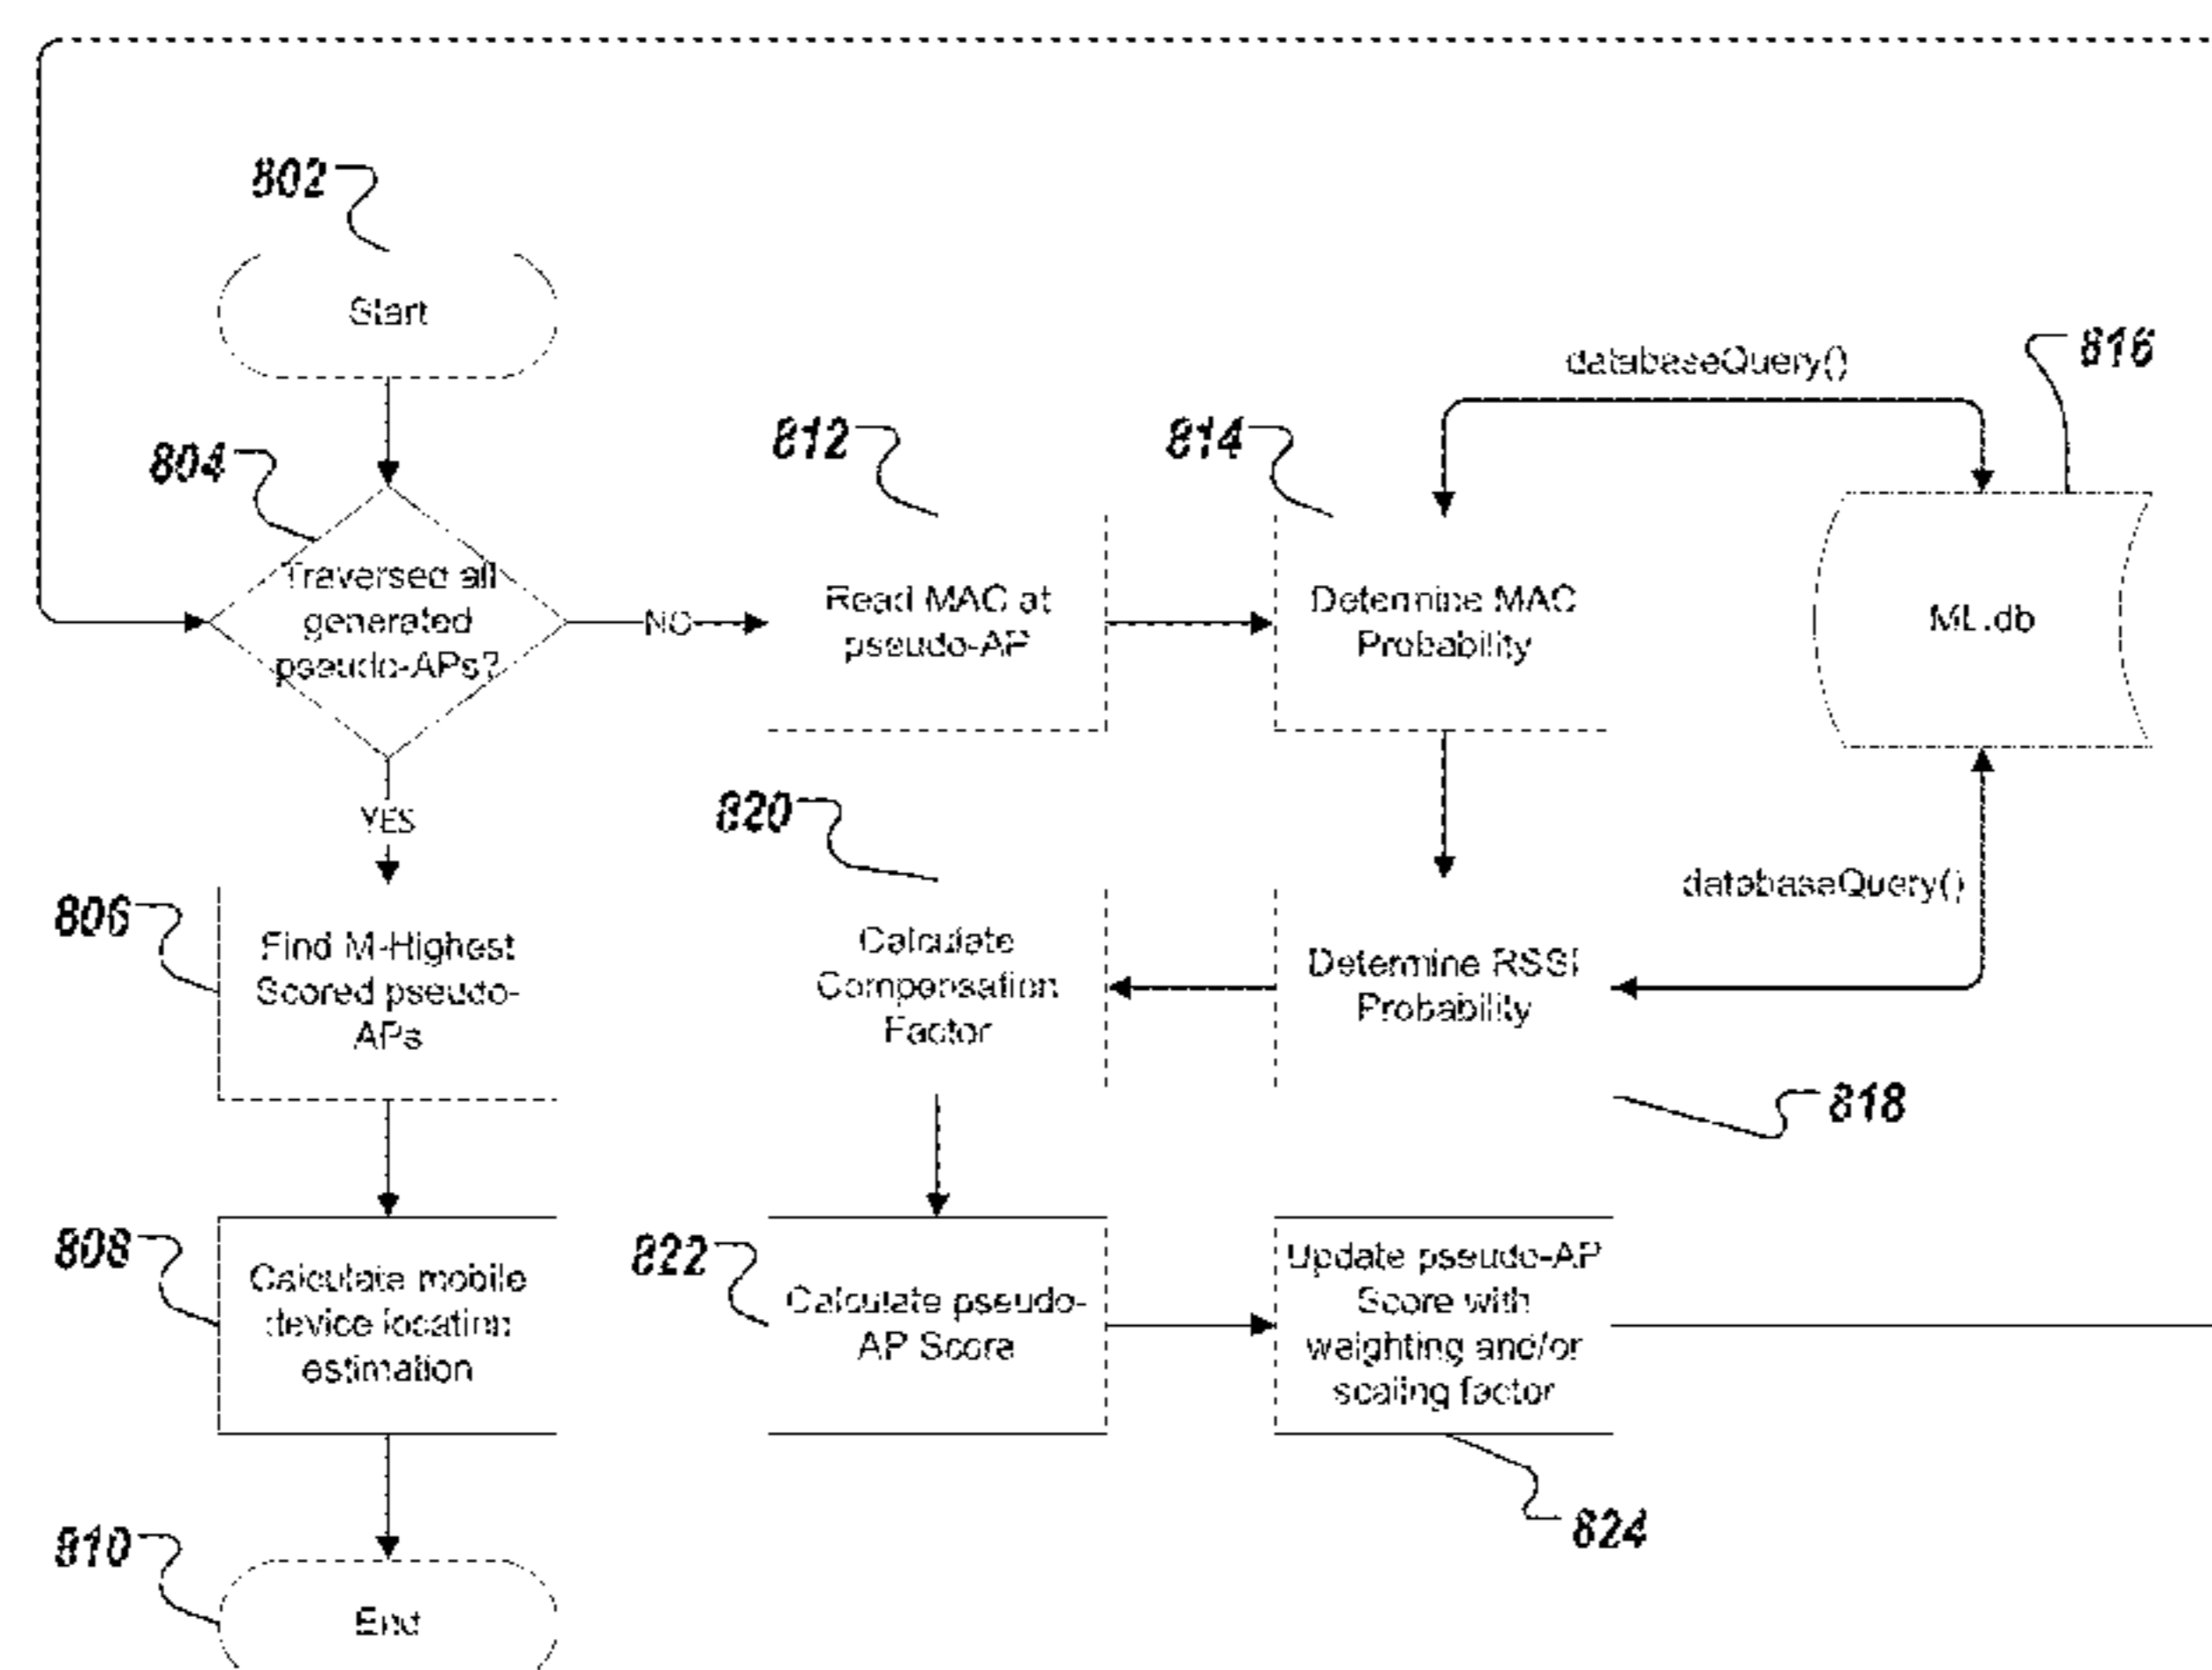 802
Start
804
Traversed all
generated
pseudo-APs?
NO
YES
812
Read MAC at
pseudo-AP
814
Determine MAC
Probability
databaseQuery()
816
ML.db
databaseQuery()
818
Determine RSSI
Probability
820
Calculate
Compensation
Factor
822
Calculate pseudo-
AP Score
Update pseudo-AP
Score with
weighting and/or
scaling factor
824
806
Find M-Highest
Scored pseudo-
APs
808
Calculate mobile
device location
estimation
810
End